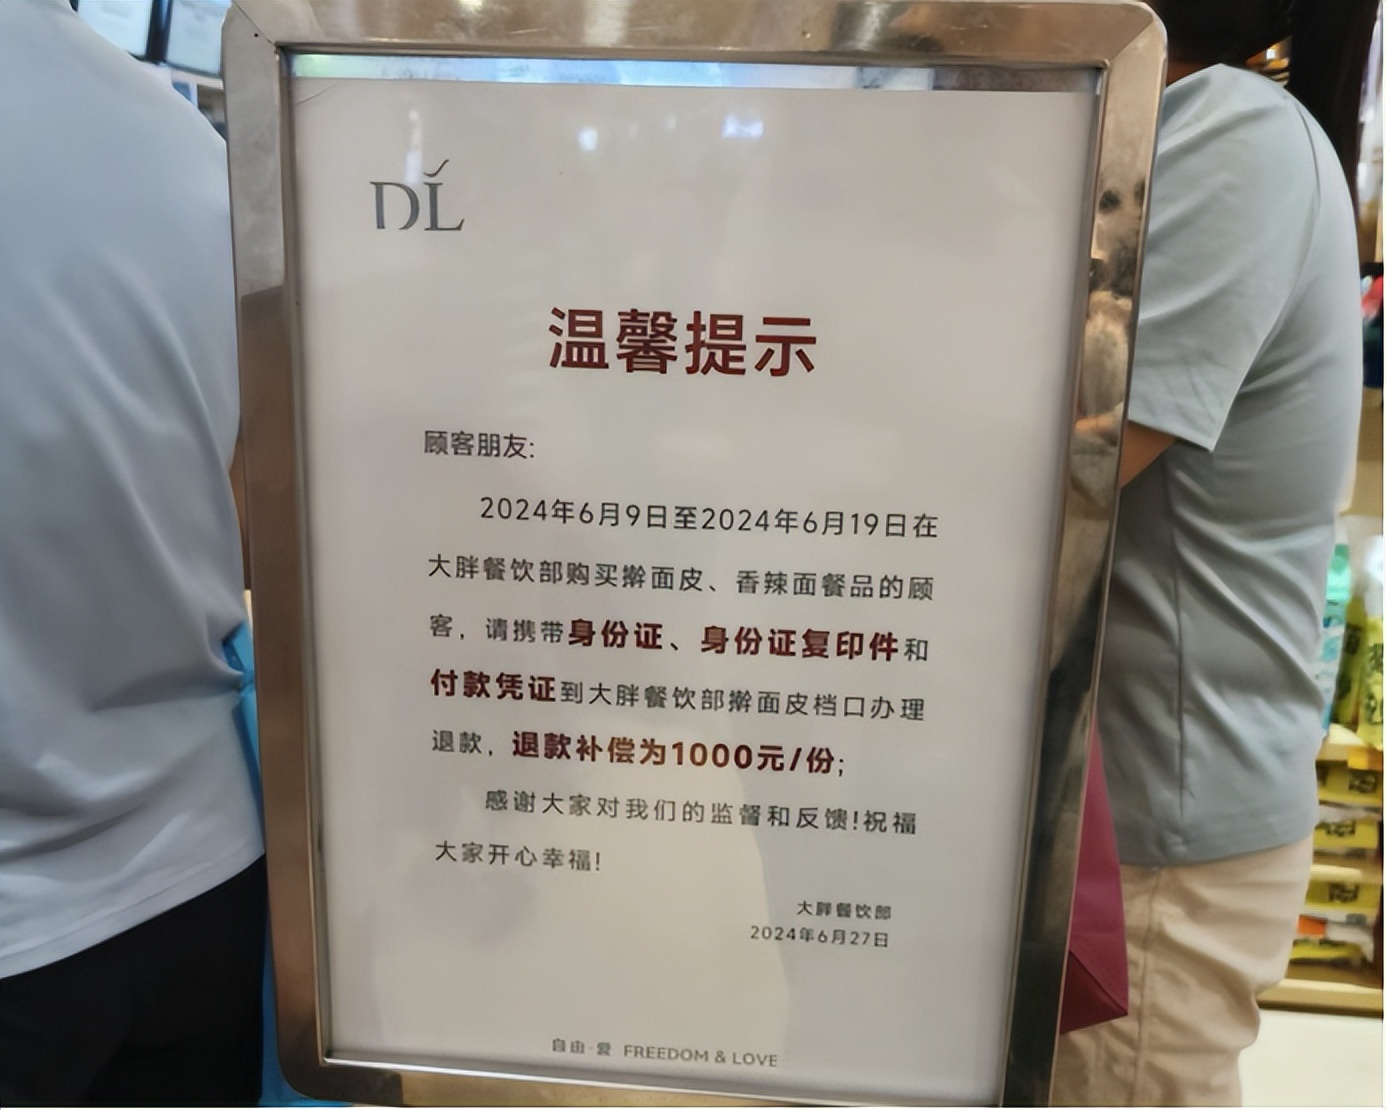 DL
温馨提示
顾客朋友:
2024年6月9日至2024年6月19日在
大胖餐饮部购买擀面皮、香辣面餐品的顾
客，请携带身份证、身份证复印件和
付款凭证到大胖餐饮部擀面皮档口办理
退款，退款补偿为1000元/份;
感谢大家对我们的监督和反馈!祝福
大家开心幸福!
大胖餐饮部
2024年6月27日
自由·爱 FREEDOM & LOVE